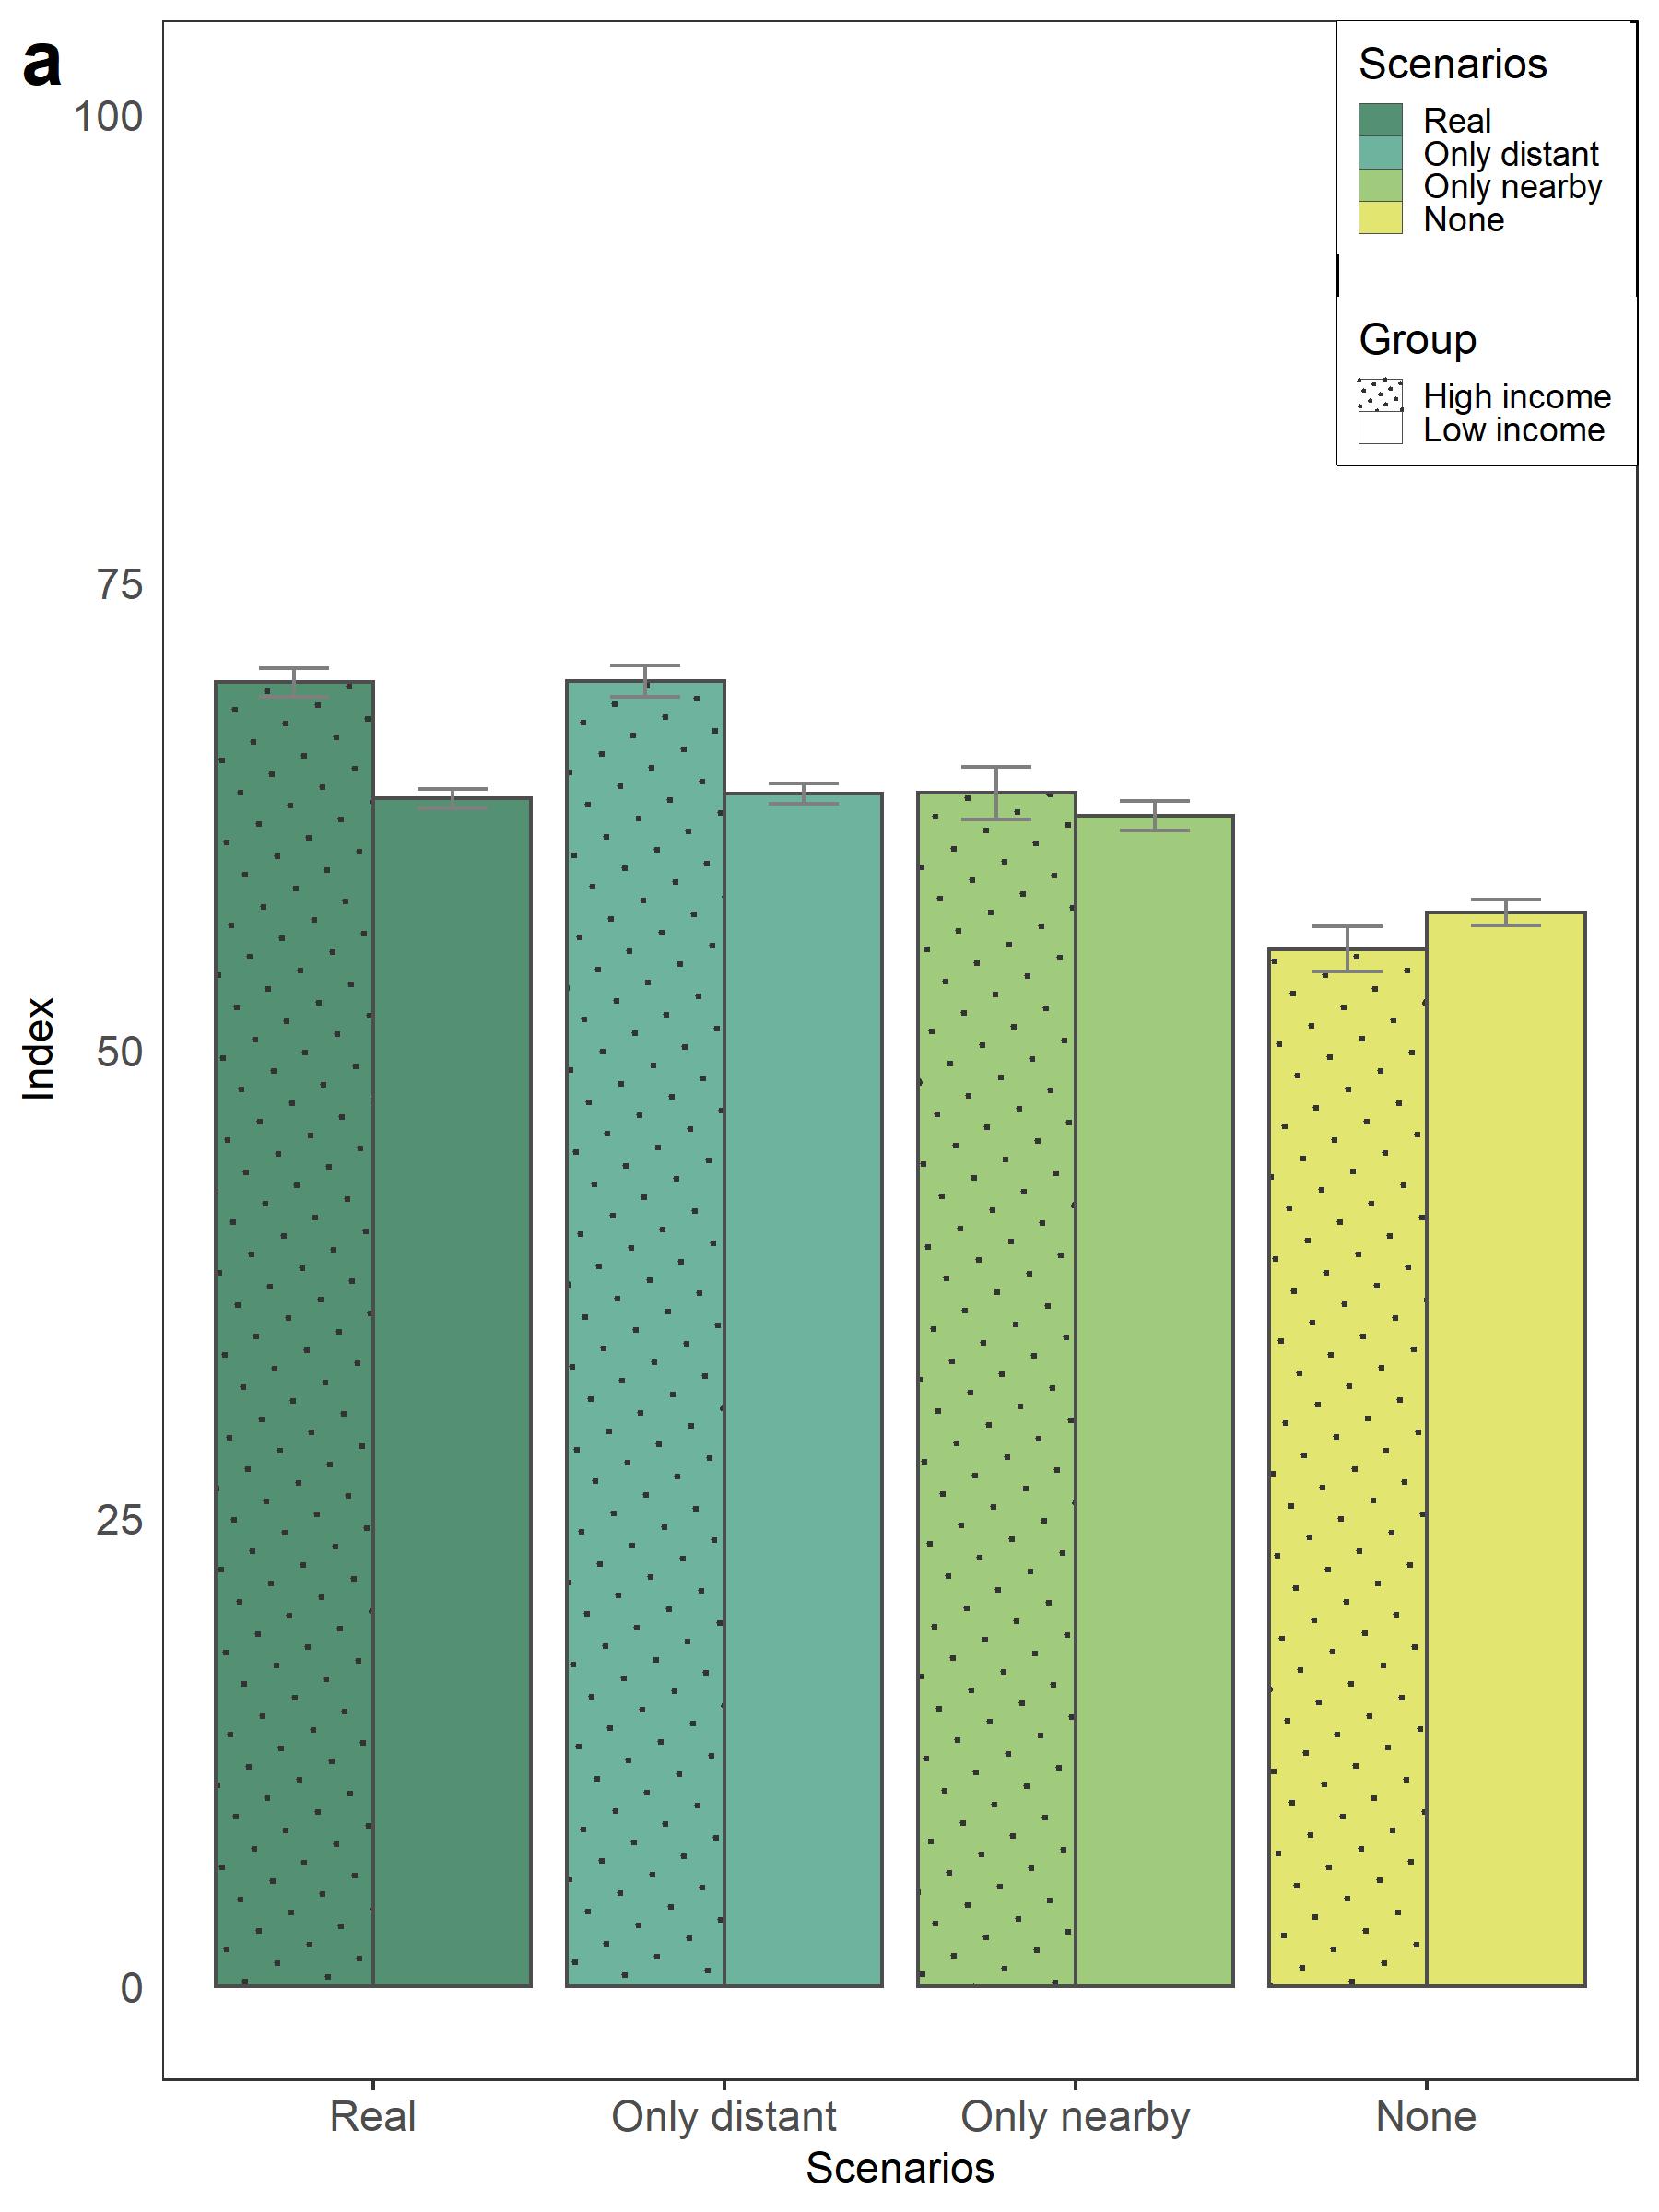 a
100
75
50
25
0
Index
Scenarios
Real
Only distant
Only nearby
None
Group
High income
Low income
Real
Only distant
Only nearby
None
Scenarios